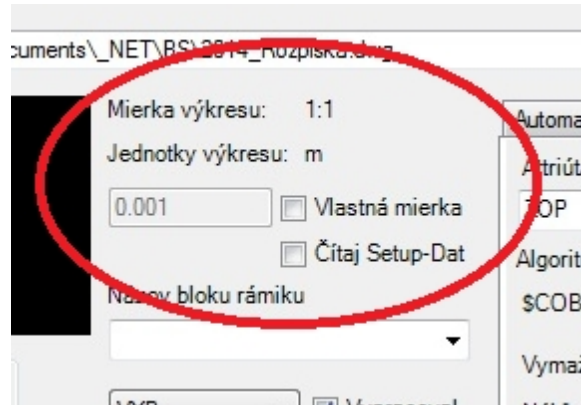 cuments\_NET\BS\2014_Rozpiska.dwg
Mierka výkresu: 1:1
Jednotky výkresu: m
0.001
Vlastná mierka
Čítaj Setup-Dat
Názov bloku rámiku
Automa
Atribút
TOP
Algorit
$COB
Vymaž